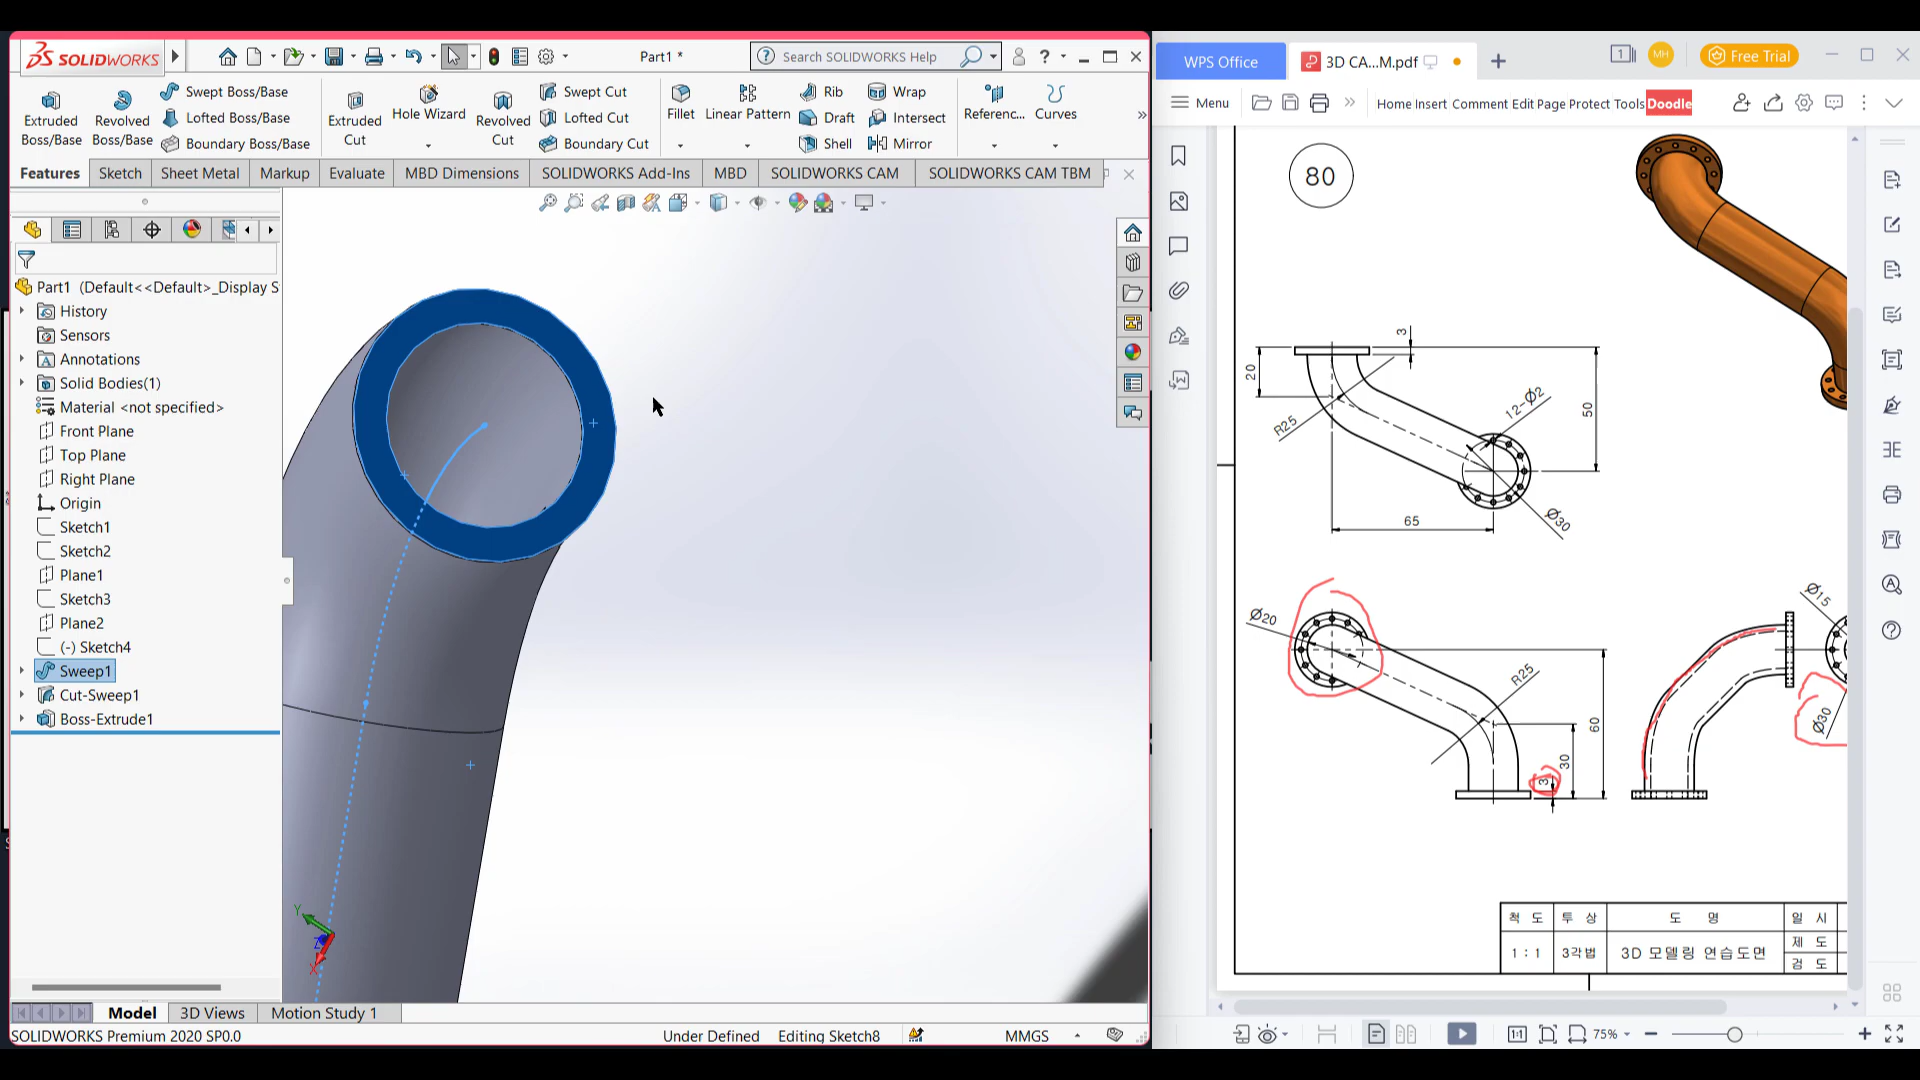 SOLIDWORKS
Part1 *
Search SOLIDWORKS Help
?
Extruded Boss/Base
Revolved Boss/Base
Swept Boss/Base
Lofted Boss/Base
Boundary Boss/Base
Extruded Cut
Hole Wizard
Revolved Cut
Swept Cut
Lofted Cut
Boundary Cut
Fillet
Linear Pattern
Rib
Draft
Shell
Wrap
Intersect
Mirror
Referenc...
Curves
Features
Sketch
Sheet Metal
Markup
Evaluate
MBD Dimensions
SOLIDWORKS Add-Ins
MBD
SOLIDWORKS CAM
SOLIDWORKS CAM TBM
Part1 (Default<<Default>_Display S
History
Sensors
Annotations
Solid Bodies(1)
Material <not specified>
Front Plane
Top Plane
Right Plane
Origin
Sketch1
Sketch2
Plane1
Sketch3
Plane2
(-) Sketch4
Sweep1
Cut-Sweep1
Boss-Extrude1
Y
Z
X
Model
3D Views
Motion Study 1
SOLIDWORKS Premium 2020 SP0.0
Under Defined
Editing Sketch8
MMGS
WPS Office
3D CA...M.pdf
1
MH
Free Trial
Menu
Home Insert Comment Edit Page Protect Tools Doodle
80
3
20
R25
12-Ø2
50
Ø30
65
Ø20
R25
60
30
3
Ø15
Ø30
척 도
투 상
도 명
일 시
1 : 1
3각법
3D 모델링 연습도면
제 도
검 도
1:1
75%